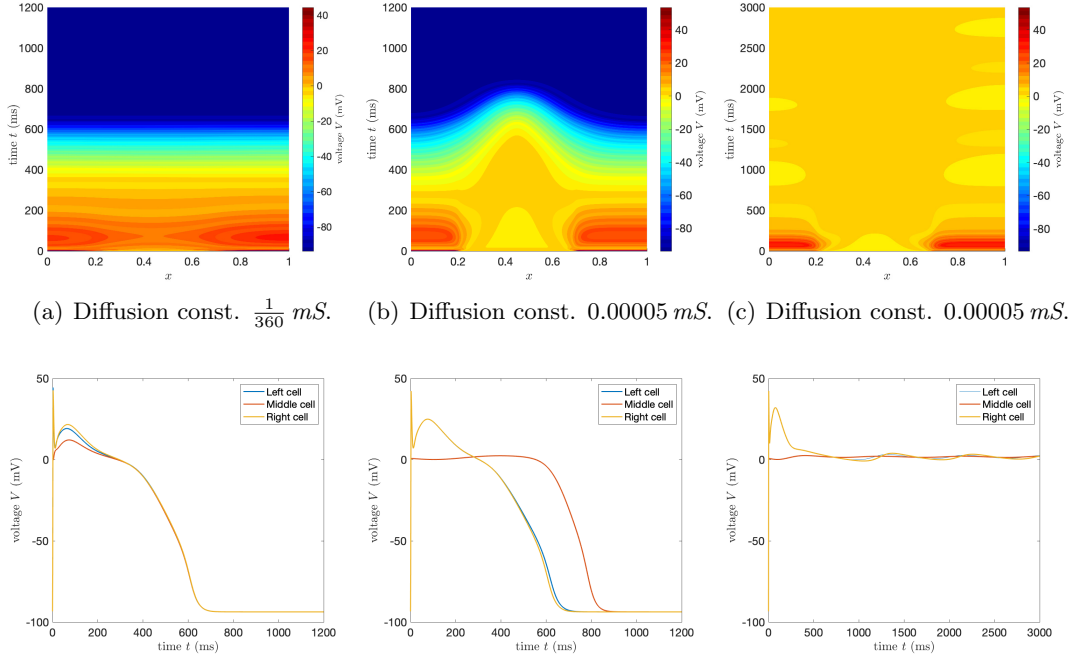 1200
1000
800
600
400
200
0
time t (ms)
0 0.2 0.4 0.6 0.8 1
x
40
20
0
-20
-40
-60
-80
voltage V (mV)
1200
1000
800
600
400
200
0
time t (ms)
0 0.2 0.4 0.6 0.8 1
x
40
20
0
-20
-40
-60
-80
voltage V (mV)
3000
2500
2000
1500
1000
500
0
time t (ms)
0 0.2 0.4 0.6 0.8 1
x
40
20
0
-20
-40
-60
-80
voltage V (mV)
(a) Diffusion const. 1/360 mS.
(b) Diffusion const. 0.00005 mS.
(c) Diffusion const. 0.00005 mS.
50
0
-50
-100
voltage V (mV)
Left cell
Middle cell
Right cell
0 200 400 600 800 1000 1200
time t (ms)
50
0
-50
-100
voltage V (mV)
Left cell
Middle cell
Right cell
0 200 400 600 800 1000 1200
time t (ms)
50
0
-50
-100
voltage V (mV)
Left cell
Middle cell
Right cell
0 500 1000 1500 2000 2500 3000
time t (ms)